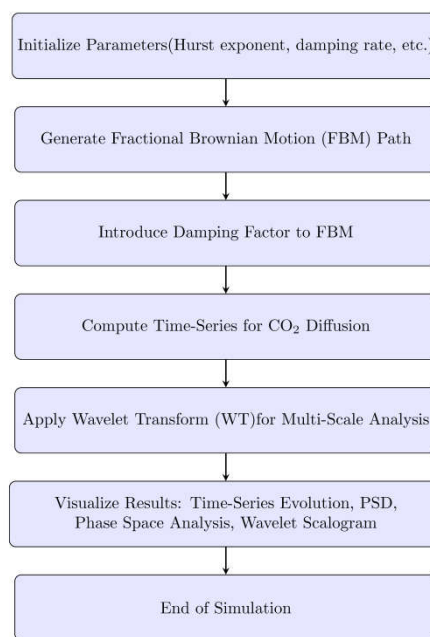 Initialize Parameters(Hurst exponent, damping rate, etc.)
Generate Fractional Brownian Motion (FBM) Path
Introduce Damping Factor to FBM
Compute Time-Series for CO₂ Diffusion
Apply Wavelet Transform (WT)for Multi-Scale Analysis
Visualize Results: Time-Series Evolution, PSD,
Phase Space Analysis, Wavelet Scalogram
End of Simulation